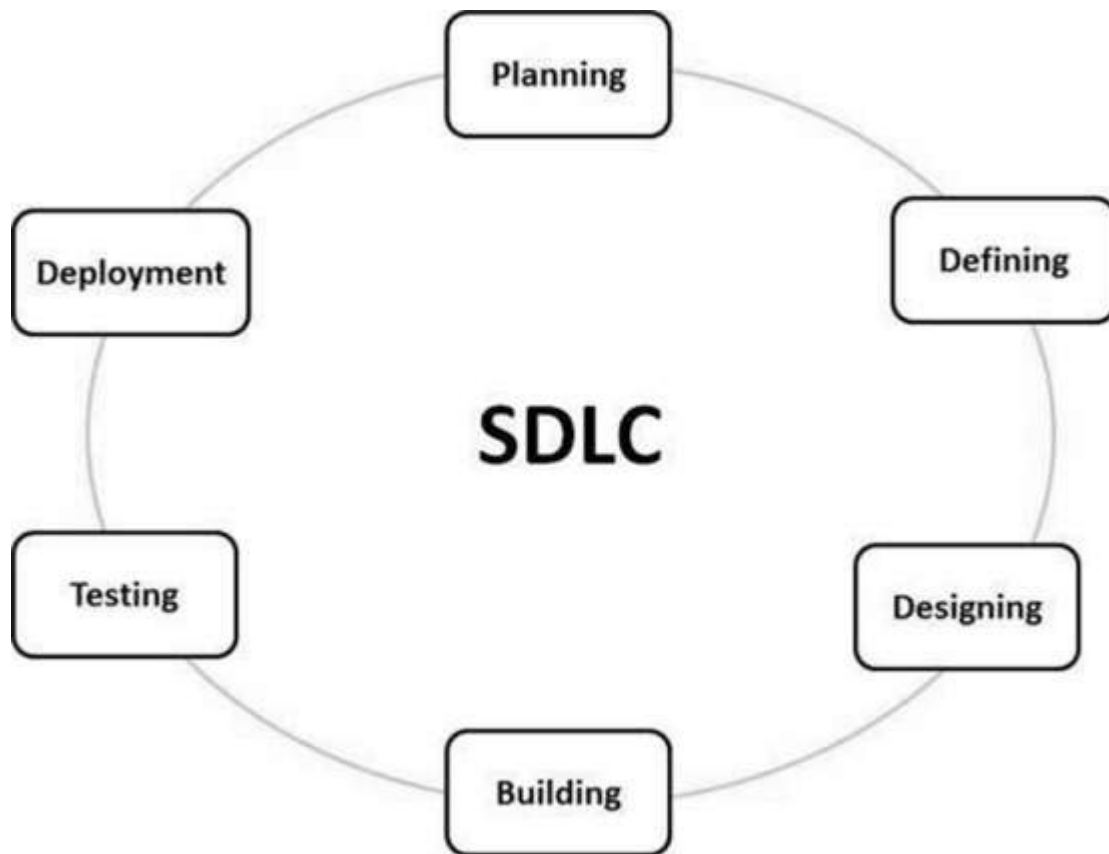 Planning
Defining
Deployment
SDLC
Designing
Testing
Building